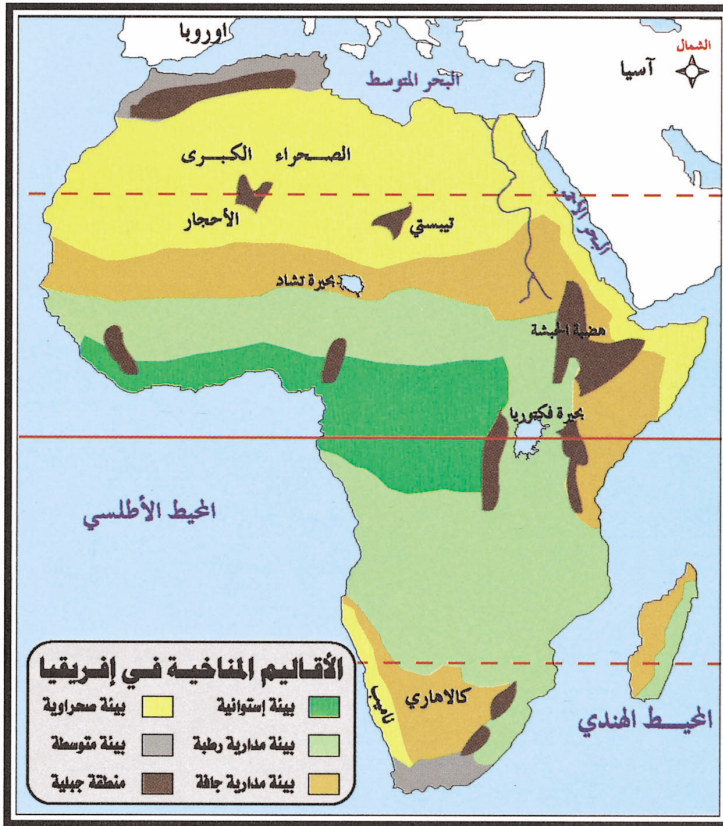 اوروبا
الشمال
آسيا
البحر المتوسط
الصحراء الكبرى
الأحجار
تيبستي
البحر الأحمر
بحيرة تشاد
هضبة الحبشة
بحيرة فكتوريا
المحيط الأطلسي
كالاهاري
ناميب
المحيط الهندي
الأقاليم المناخية في إفريقيا
بيئة إستوائية
بيئة صحراوية
بيئة مدارية رطبة
بيئة متوسطة
بيئة مدارية جافة
منطقة جبلية